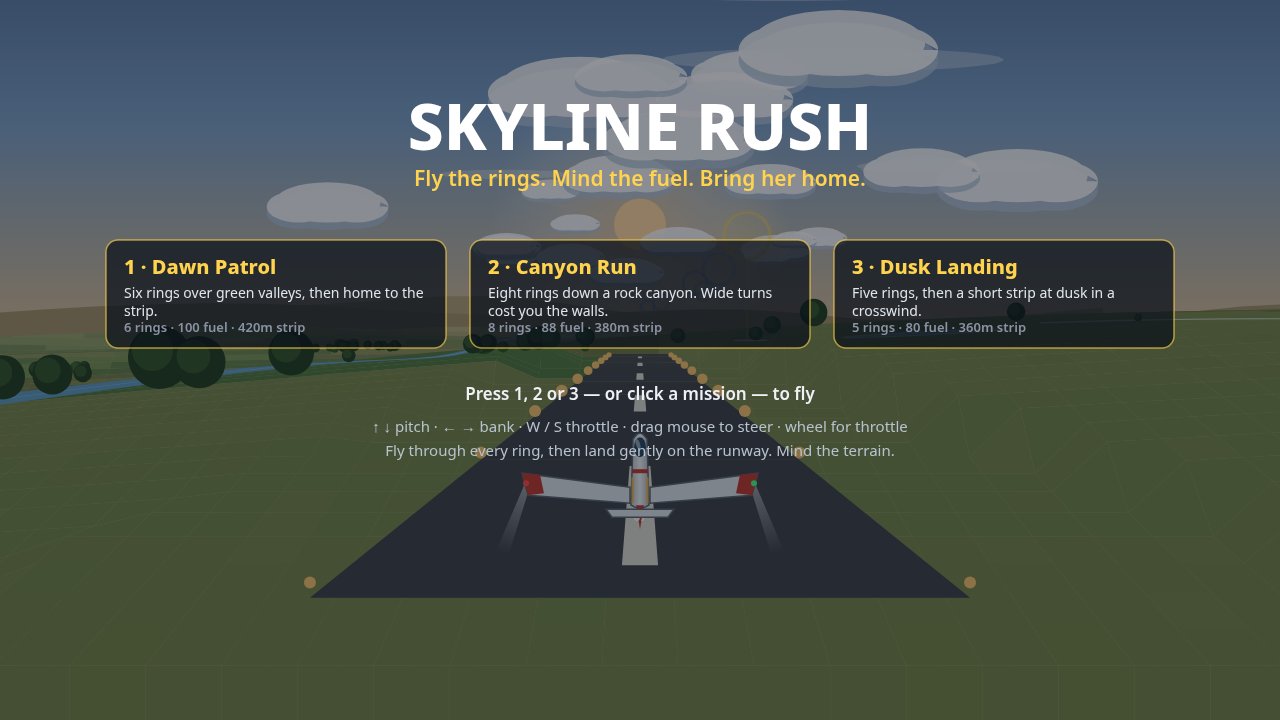 SKYLINE RUSH
Fly the rings. Mind the fuel. Bring her home.
1 · Dawn Patrol
Six rings over green valleys, then home to the
strip.
6 rings · 100 fuel · 420m strip
2 · Canyon Run
Eight rings down a rock canyon. Wide turns
cost you the walls.
8 rings · 88 fuel · 380m strip
3 · Dusk Landing
Five rings, then a short strip at dusk in a
crosswind.
5 rings · 80 fuel · 360m strip
Press 1, 2 or 3 — or click a mission — to fly
↑ ↓ pitch · ← → bank · W / S throttle · drag mouse to steer · wheel for throttle
Fly through every ring, then land gently on the runway. Mind the terrain.